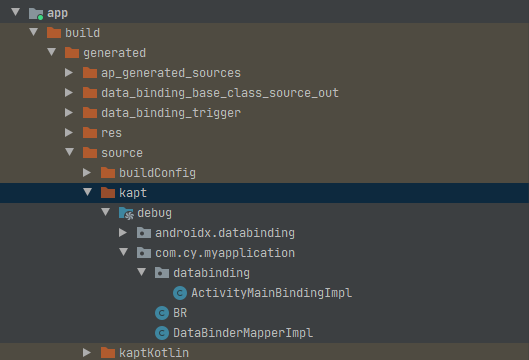 app
build
generated
ap_generated_sources
data_binding_base_class_source_out
data_binding_trigger
res
source
buildConfig
kapt
debug
androidx.databinding
com.cy.myapplication
databinding
ActivityMainBindingImpl
BR
DataBinderMapperImpl
kaptKotlin